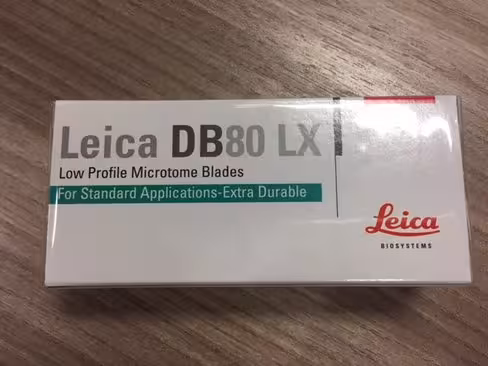 Leica DB80 LX
Low Profile Microtome Blades
For Standard Applications-Extra Durable
Leica
BIOSYSTEMS